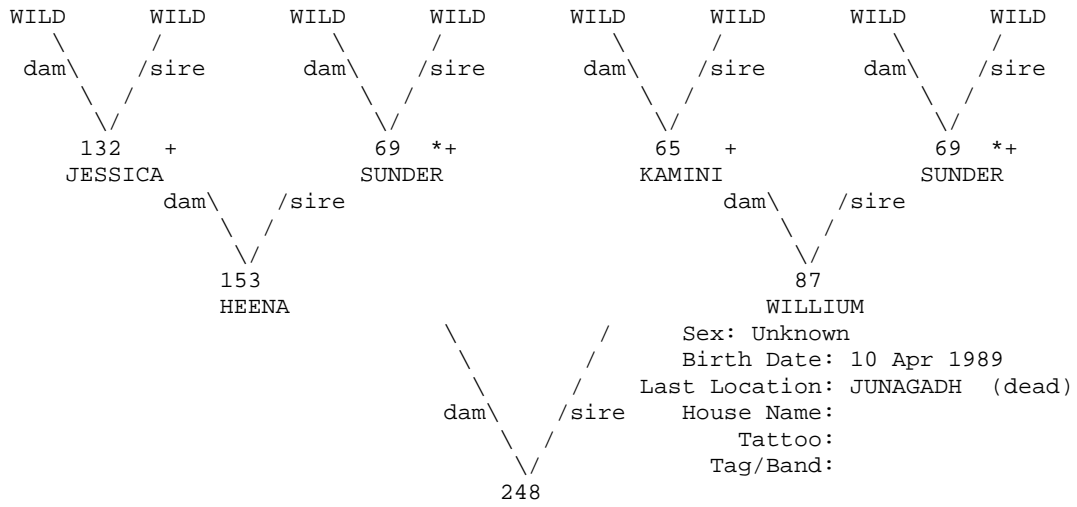 WILD WILD WILD WILD WILD WILD WILD WILD
dam\ /sire dam\ /sire dam\ /sire dam\ /sire
132 + 69 *+ 65 + 69 *+
JESSICA SUNDER KAMINI SUNDER
dam\ /sire dam\ /sire
153 87
HEENA WILLIUM
Sex: Unknown
Birth Date: 10 Apr 1989
Last Location: JUNAGADH (dead)
dam\ /sire House Name:
Tattoo:
Tag/Band:
248